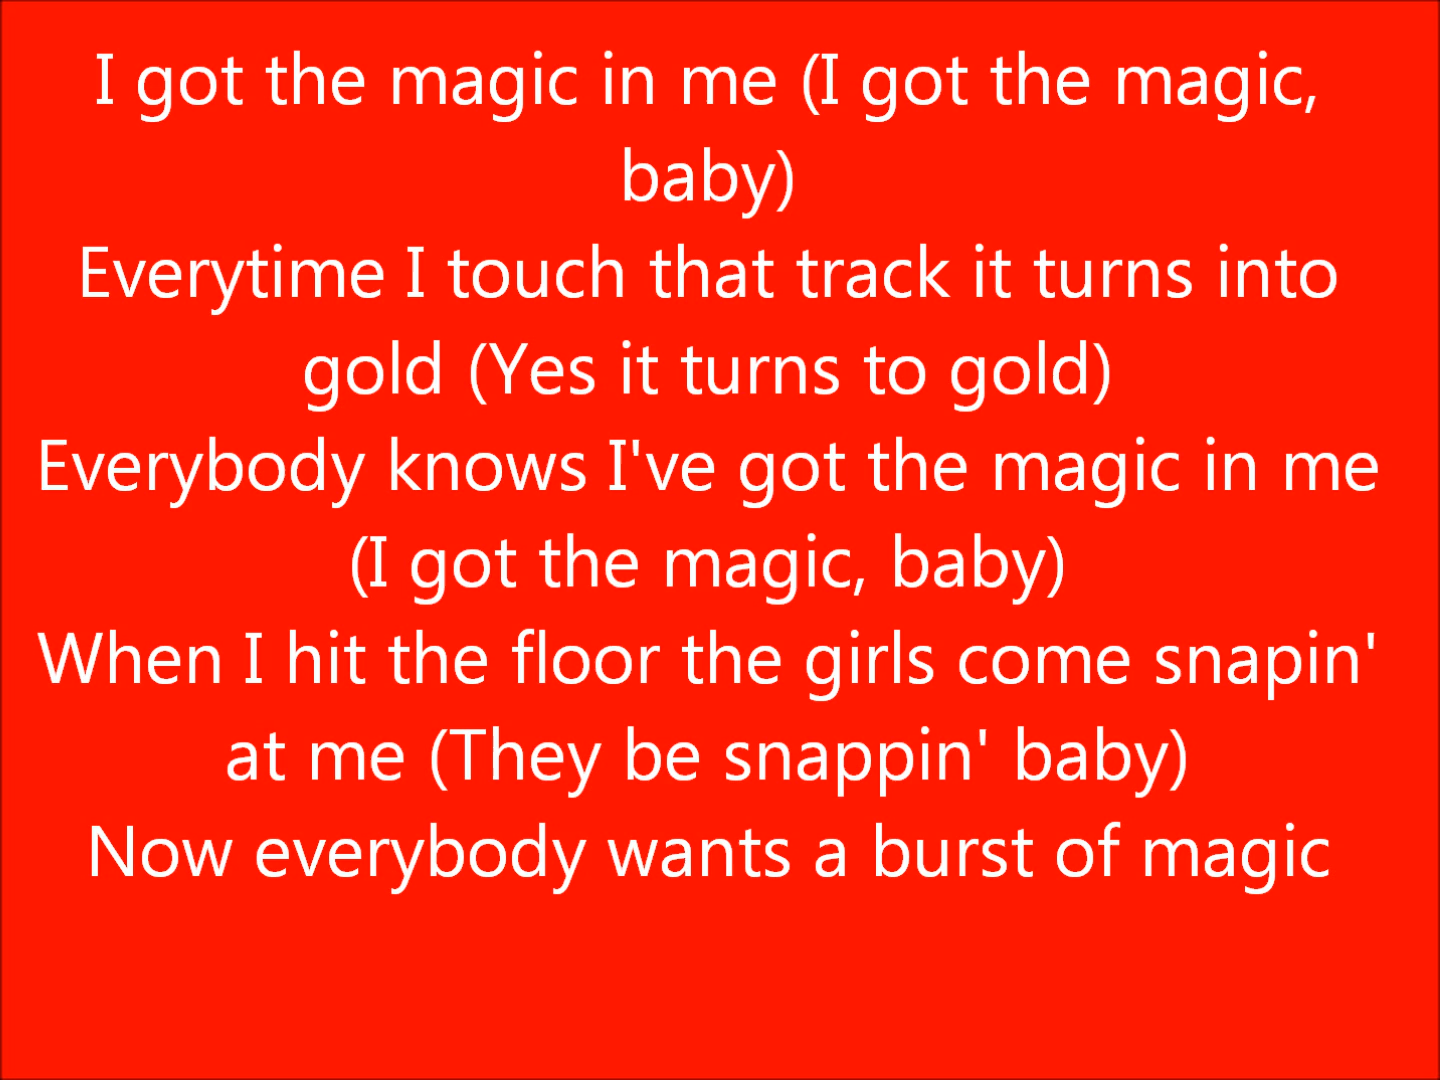 I got the magic in me (I got the magic,
baby)
Everytime I touch that track it turns into
gold (Yes it turns to gold)
Everybody knows I've got the magic in me
(I got the magic, baby)
When I hit the floor the girls come snapin'
at me (They be snappin' baby)
Now everybody wants a burst of magic